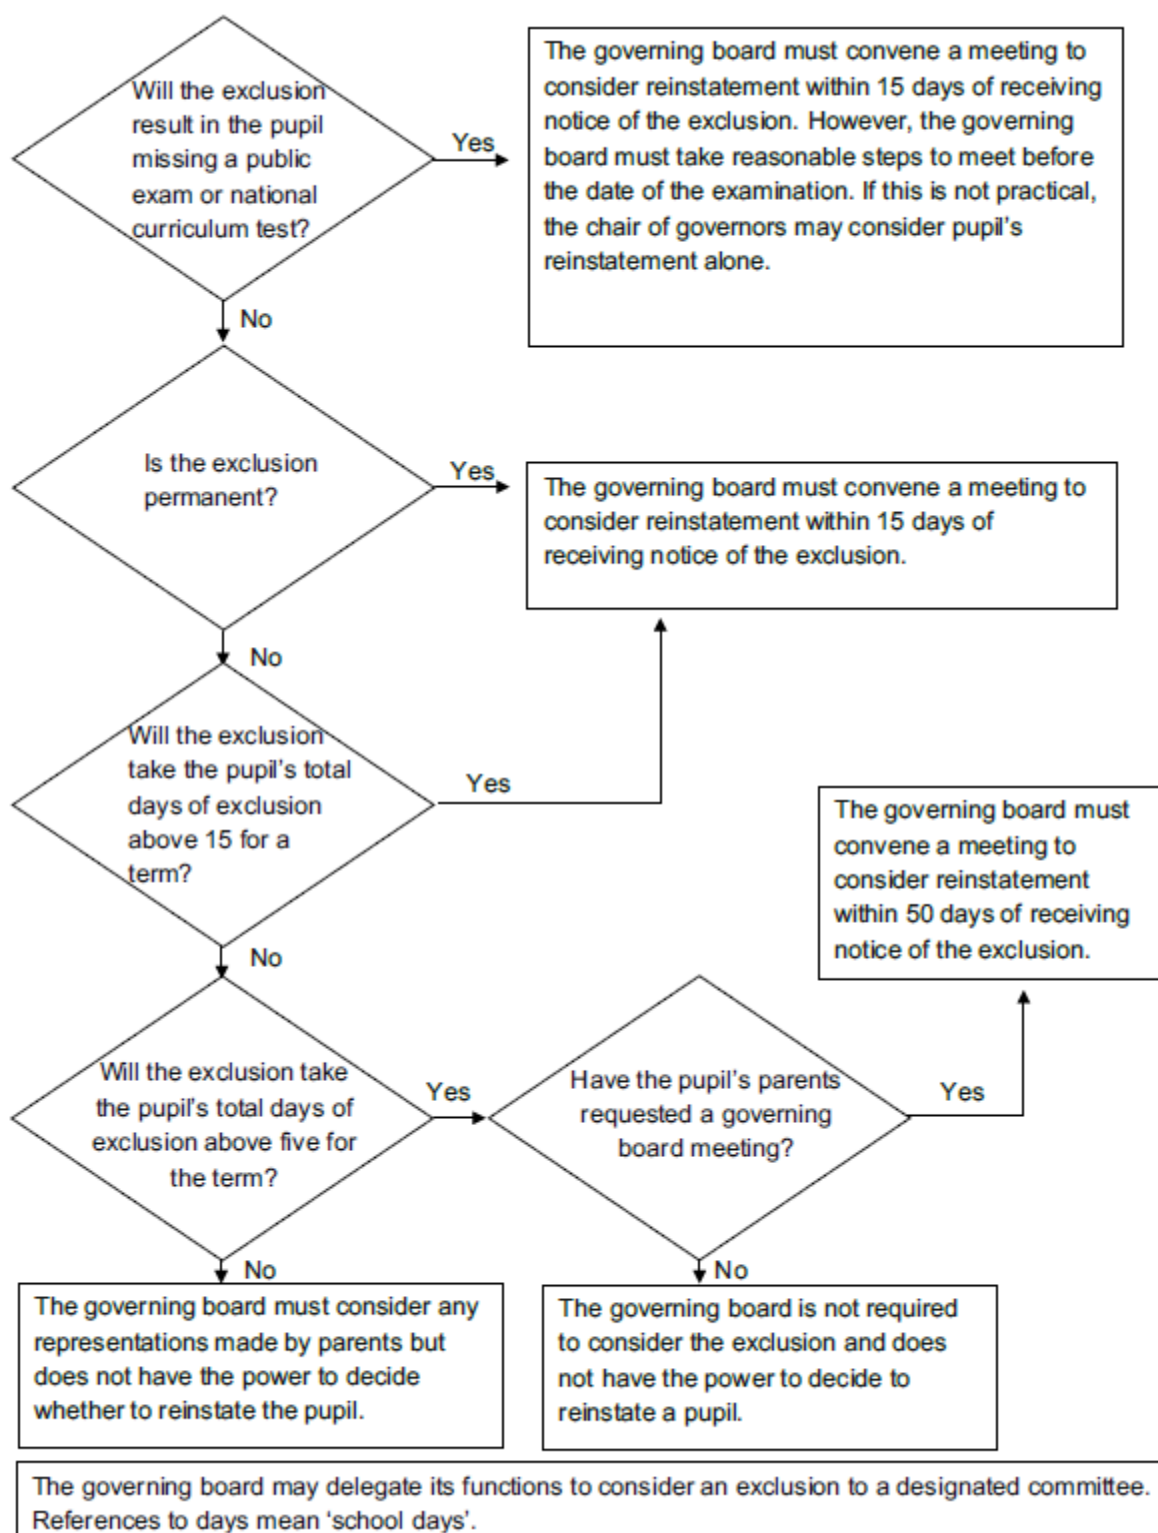 Will the exclusion
result in the pupil
missing a public
exam or national
curriculum test?
Yes
The governing board must convene a meeting to
consider reinstatement within 15 days of receiving
notice of the exclusion. However, the governing
board must take reasonable steps to meet before
the date of the examination. If this is not practical,
the chair of governors may consider pupil's
reinstatement alone.
No
Is the exclusion
permanent?
Yes
The governing board must convene a meeting to
consider reinstatement within 15 days of
receiving notice of the exclusion.
No
Will the exclusion
take the pupil's total
days of exclusion
above 15 for a
term?
Yes
No
Will the exclusion take
the pupil's total days of
exclusion above five for
the term?
Yes
Have the pupil's parents
requested a governing
board meeting?
Yes
The governing board must
convene a meeting to
consider reinstatement
within 50 days of receiving
notice of the exclusion.
No
The governing board must consider any
representations made by parents but
does not have the power to decide
whether to reinstate the pupil.
No
The governing board is not required
to consider the exclusion and does
not have the power to decide to
reinstate a pupil.
The governing board may delegate its functions to consider an exclusion to a designated committee.
References to days mean 'school days'.